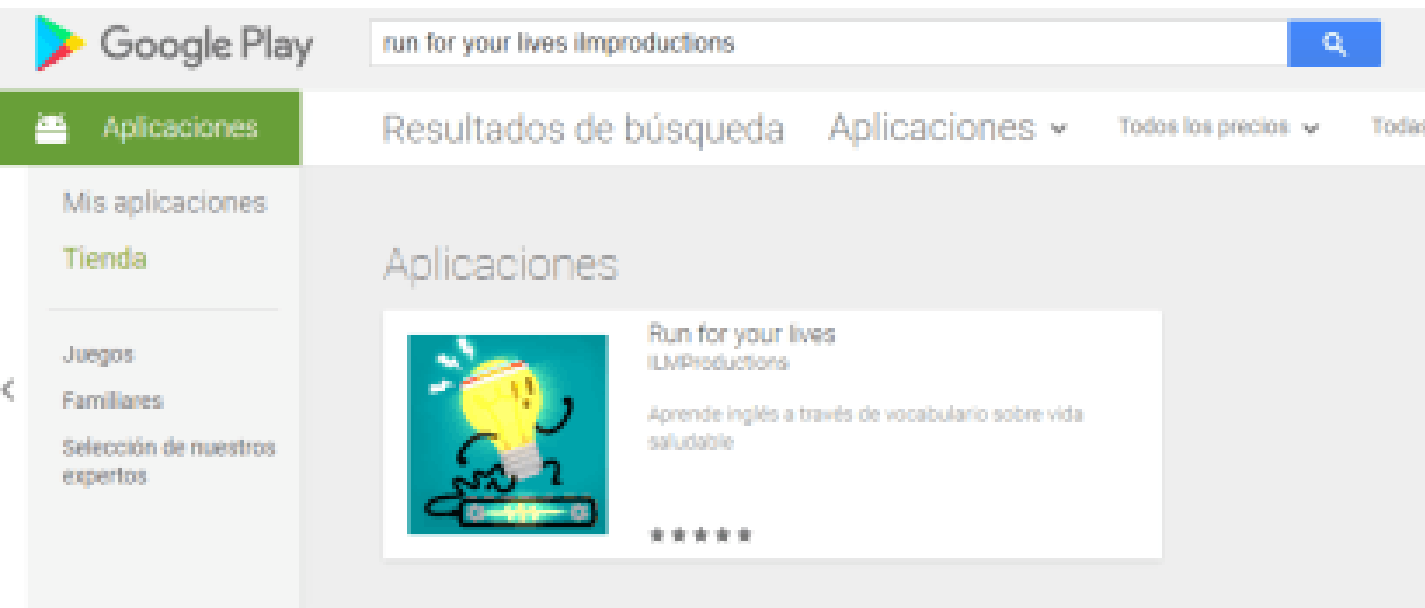 Google Play
run for your lives ilmproductions
Aplicaciones
Resultados de búsqueda
Aplicaciones
Todos los precios
Todas
Mis aplicaciones
Tienda
Juegos
Familiares
Selección de nuestros
expertos
Aplicaciones
Run for your lives
ILMProductions
Aprende inglés a través de vocabulario sobre vida
saludable